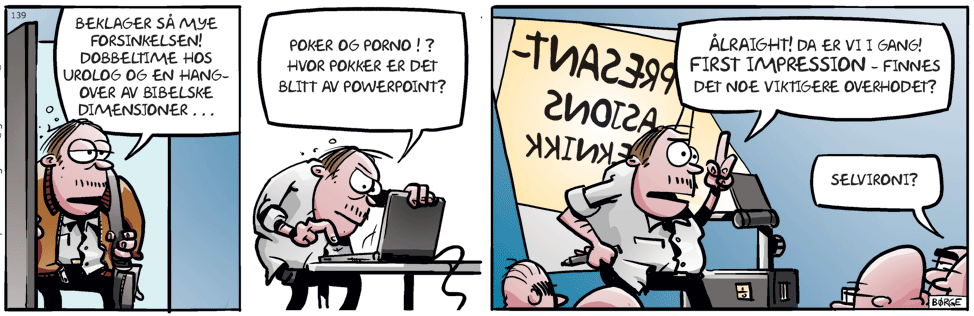 139
BEKLAGER SÅ MYE
FORSINKELSEN!
DOBBELTIME HOS
UROLOG OG EN HANG-
OVER AV BIBELSKE
DIMENSJONER ...
POKER OG PORNO!?
HVOR POKKER ER DET
BLITT AV POWERPOINT?
PRESANT-
ASJONS
TEKNIKK
ÅLRAIGHT! DA ER VI I GANG!
FIRST IMPRESSION – FINNES
DET NOE VIKTIGERE OVERHODET?
SELVIRONI?
BØRGE